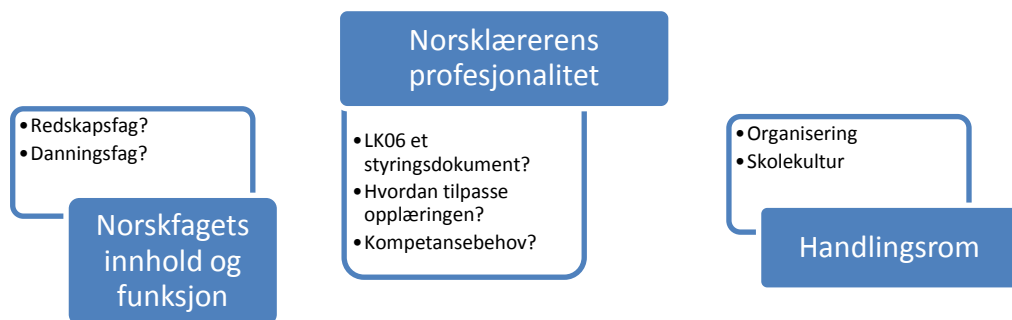 •Redskapsfag?
•Danningsfag?
Norskfagets
innhold og
funksjon
Norsklærerens
profesjonalitet
•LK06 et
styringsdokument?
•Hvordan tilpasse
opplæringen?
•Kompetansebehov?
•Organisering
•Skolekultur
Handlingsrom